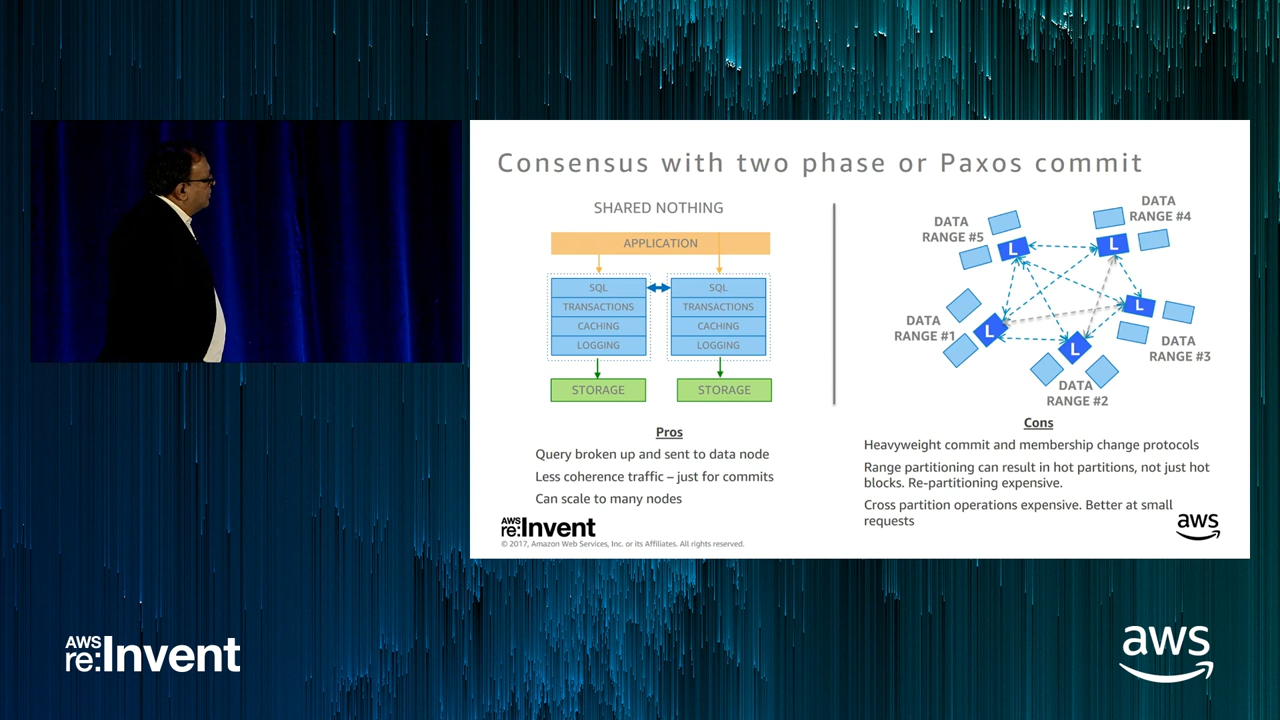 Consensus with two phase or Paxos commit
SHARED NOTHING
APPLICATION
SQL
TRANSACTIONS
CACHING
LOGGING
STORAGE
SQL
TRANSACTIONS
CACHING
LOGGING
STORAGE
Pros
Query broken up and sent to data node
Less coherence traffic – just for commits
Can scale to many nodes
DATA
RANGE #5
L
DATA
RANGE #4
L
DATA
RANGE #1
L
L
DATA
RANGE #3
L
DATA
RANGE #2
Cons
Heavyweight commit and membership change protocols
Range partitioning can result in hot partitions, not just hot
blocks. Re-partitioning expensive.
Cross partition operations expensive. Better at small
requests
AWS
re:Invent
© 2017, Amazon Web Services, Inc. or its Affiliates. All rights reserved.
aws
AWS
re:Invent
aws